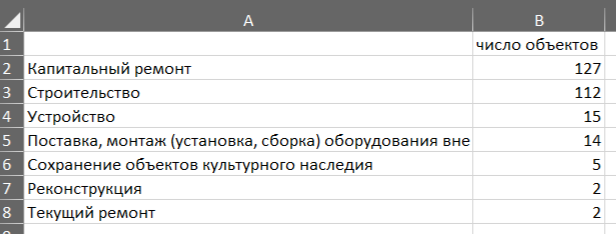 A B
1 число объектов
2 Капитальный ремонт 127
3 Строительство 112
4 Устройство 15
5 Поставка, монтаж (установка, сборка) оборудования вне 14
6 Сохранение объектов культурного наследия 5
7 Реконструкция 2
8 Текущий ремонт 2